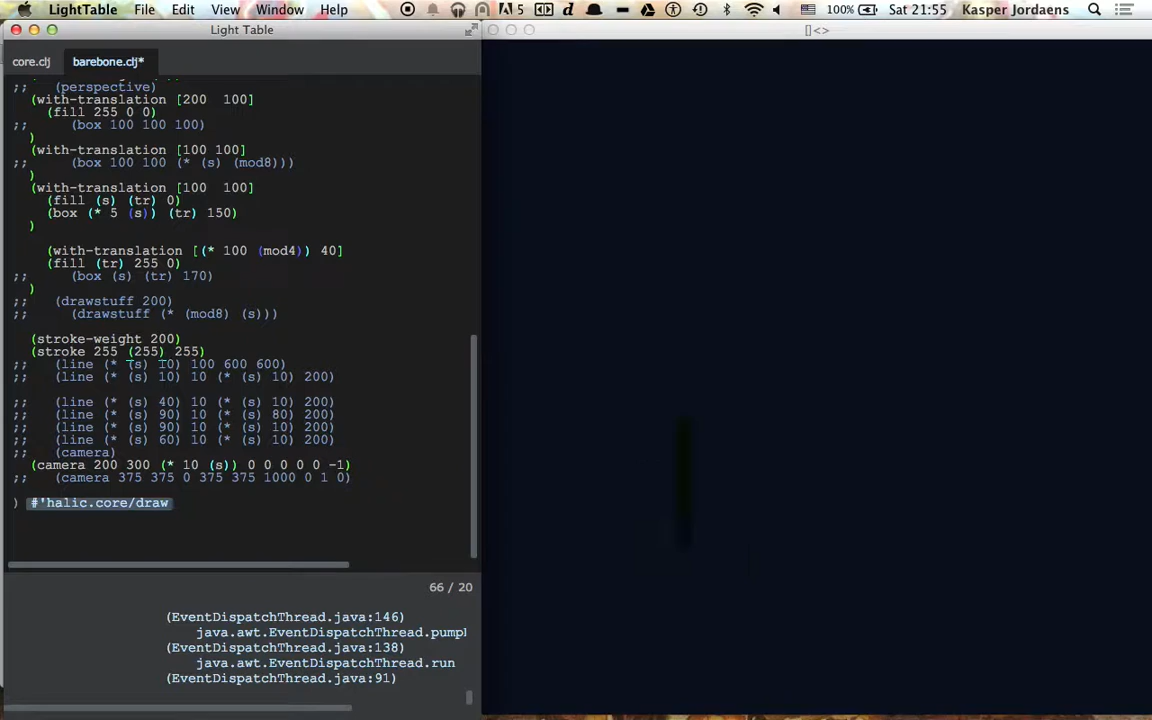 LightTable File Edit View Window Help 5 d 100% Sat 21:55 Kasper Jordaens
Light Table
[]<>
core.clj barebone.clj*
;; (perspective)
(with-translation [200 100]
(fill 255 0 0)
;; (box 100 100 100)
)
(with-translation [100 100]
;; (box 100 100 (* (s) (mod8)))
)
(with-translation [100 100]
(fill (s) (tr) 0)
(box (* 5 (s)) (tr) 150)
)
(with-translation [(* 100 (mod4)) 40]
(fill (tr) 255 0)
;; (box (s) (tr) 170)
)
;; (drawstuff 200)
;; (drawstuff (* (mod8) (s)))
(stroke-weight 200)
(stroke 255 (255) 255)
;; (line (* (s) 10) 100 600 600)
;; (line (* (s) 10) 10 (* (s) 10) 200)
;; (line (* (s) 40) 10 (* (s) 10) 200)
;; (line (* (s) 90) 10 (* (s) 80) 200)
;; (line (* (s) 90) 10 (* (s) 10) 200)
;; (line (* (s) 60) 10 (* (s) 10) 200)
;; (camera)
(camera 200 300 (* 10 (s)) 0 0 0 0 0 -1)
;; (camera 375 375 0 375 375 1000 0 1 0)
) #'halic.core/draw
66 / 20
(EventDispatchThread.java:146)
java.awt.EventDispatchThread.pump
(EventDispatchThread.java:138)
java.awt.EventDispatchThread.run
(EventDispatchThread.java:91)